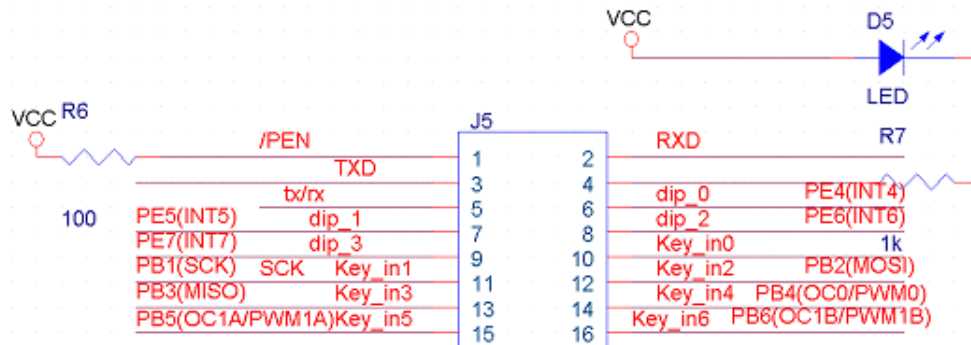 VCC D5
LED
VCC R6 J5 R7
/PEN 1 2 RXD
TXD 3 4
tx/rx 5 6 dip_0 PE4(INT4)
100 PE5(INT5) dip_1 7 8 dip_2 PE6(INT6)
PE7(INT7) dip_3 9 10 Key_in0 1k
PB1(SCK) SCK Key_in1 11 12 Key_in2 PB2(MOSI)
PB3(MISO) Key_in3 13 14 Key_in4 PB4(OC0/PWM0)
PB5(OC1A/PWM1A) Key_in5 15 16 Key_in6 PB6(OC1B/PWM1B)